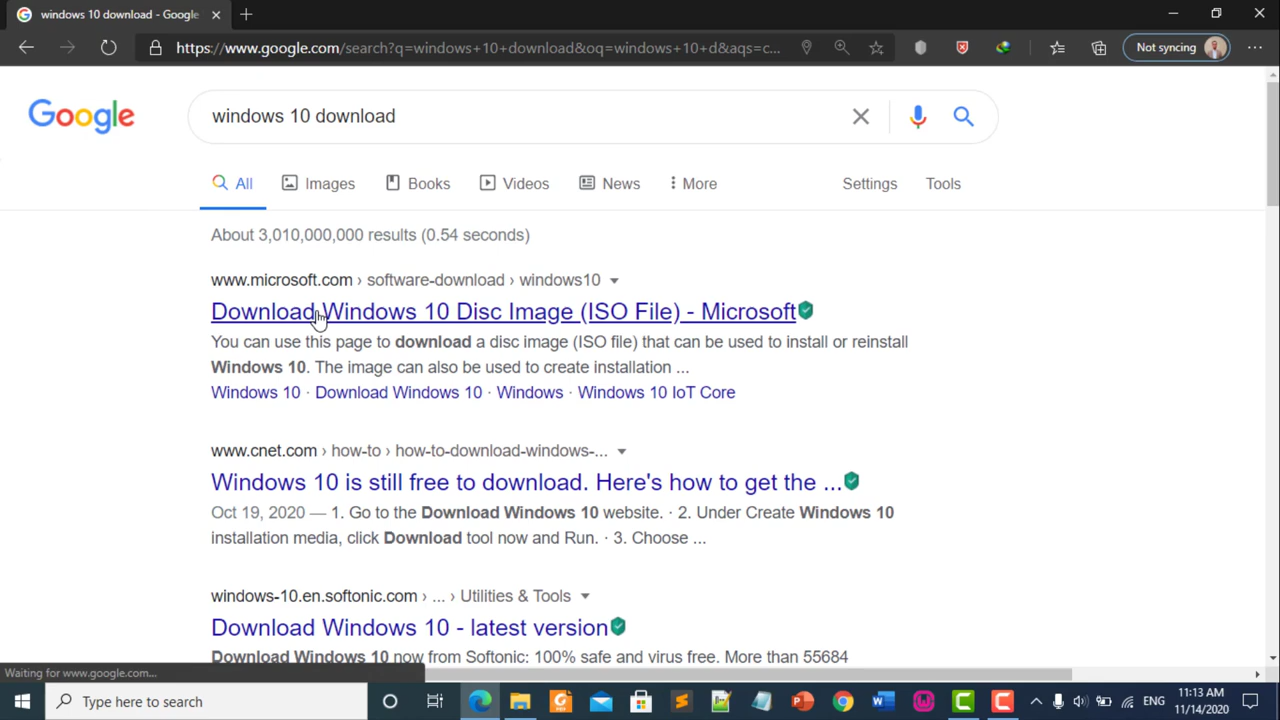 windows 10 download - Google
https://www.google.com/search?q=windows+10+download&oq=windows+10+d&aqs=c...
Not syncing
Google
windows 10 download
All
Images
Books
Videos
News
More
Settings
Tools
About 3,010,000,000 results (0.54 seconds)
www.microsoft.com › software-download › windows10
Download Windows 10 Disc Image (ISO File) - Microsoft
You can use this page to download a disc image (ISO file) that can be used to install or reinstall
Windows 10. The image can also be used to create installation ...
Windows 10 · Download Windows 10 · Windows · Windows 10 IoT Core
www.cnet.com › how-to › how-to-download-windows-...
Windows 10 is still free to download. Here's how to get the ...
Oct 19, 2020 — 1. Go to the Download Windows 10 website. · 2. Under Create Windows 10
installation media, click Download tool now and Run. · 3. Choose ...
windows-10.en.softonic.com › ... › Utilities & Tools
Download Windows 10 - latest version
Download Windows 10 now from Softonic: 100% safe and virus free. More than 55684
Waiting for www.google.com...
Type here to search
ENG
11:13 AM
11/14/2020